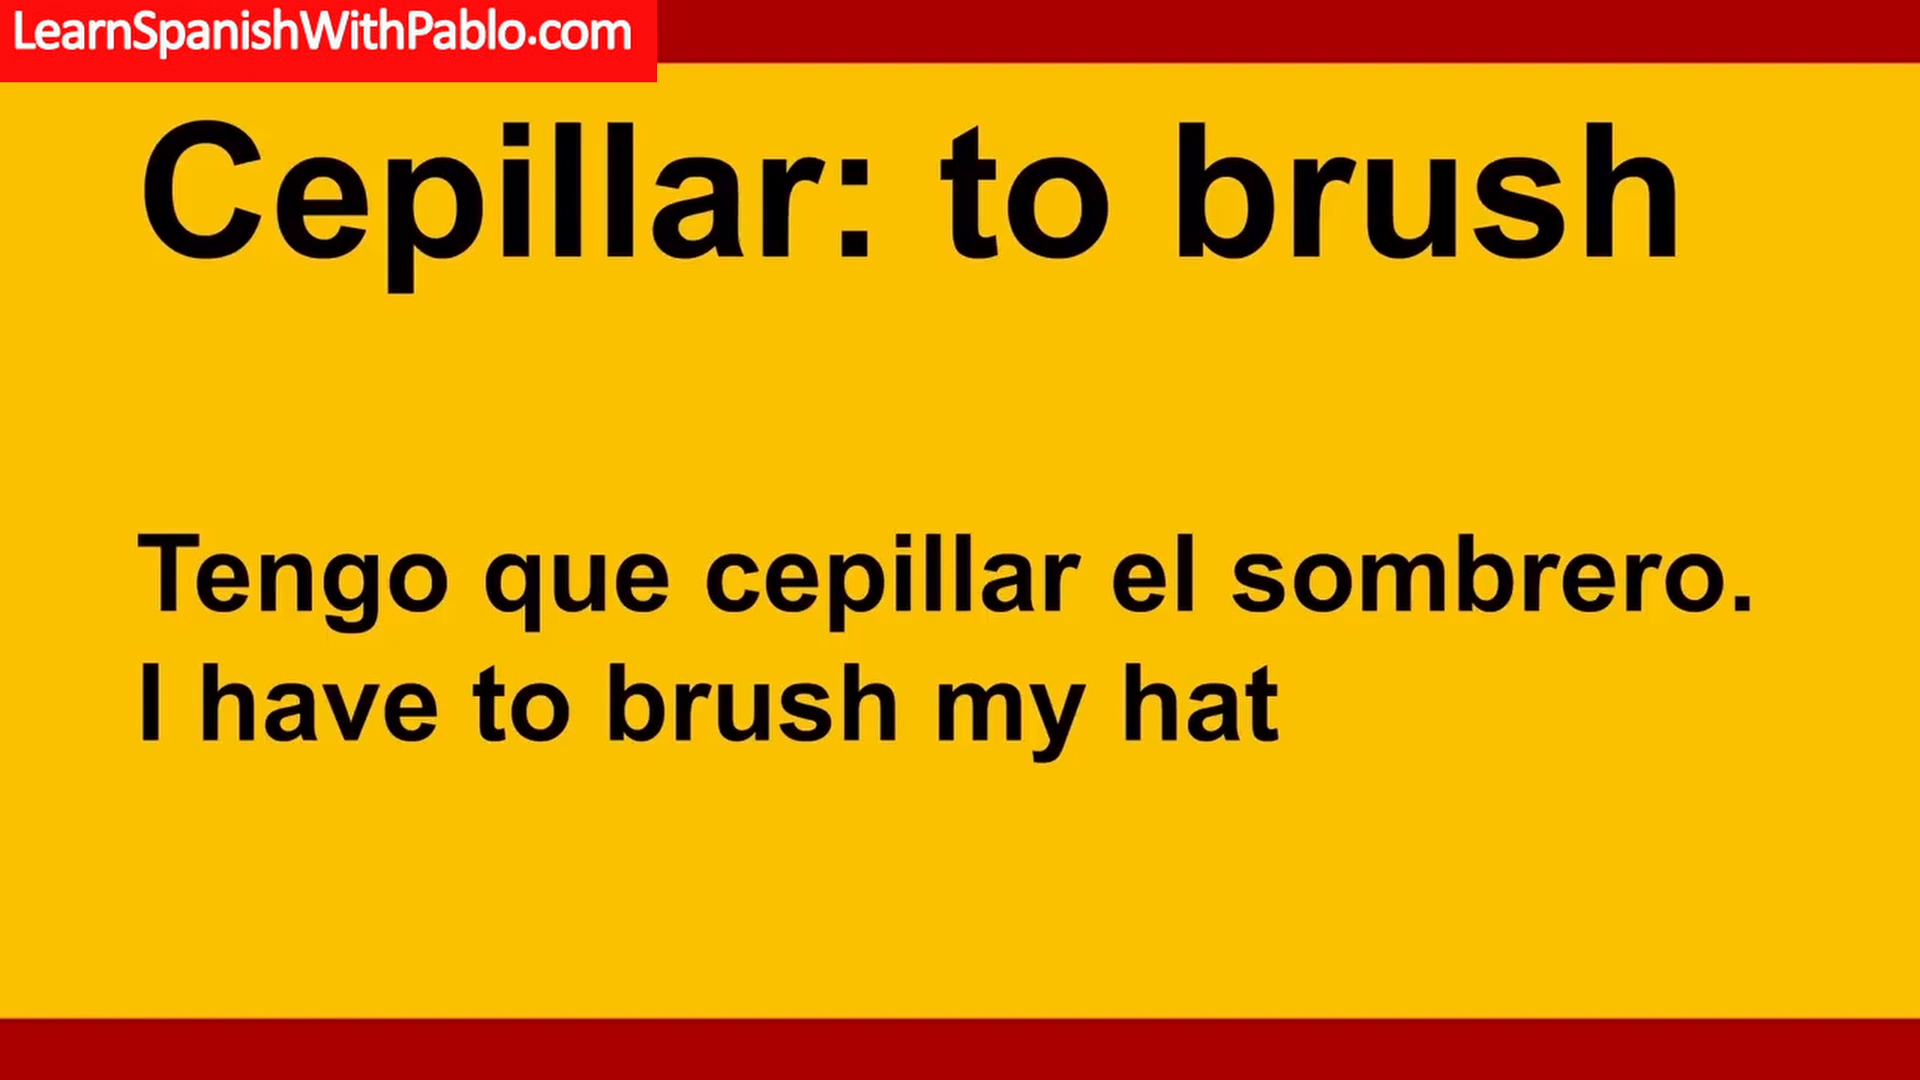 LearnSpanishWithPablo.com
Cepillar: to brush
Tengo que cepillar el sombrero.
I have to brush my hat